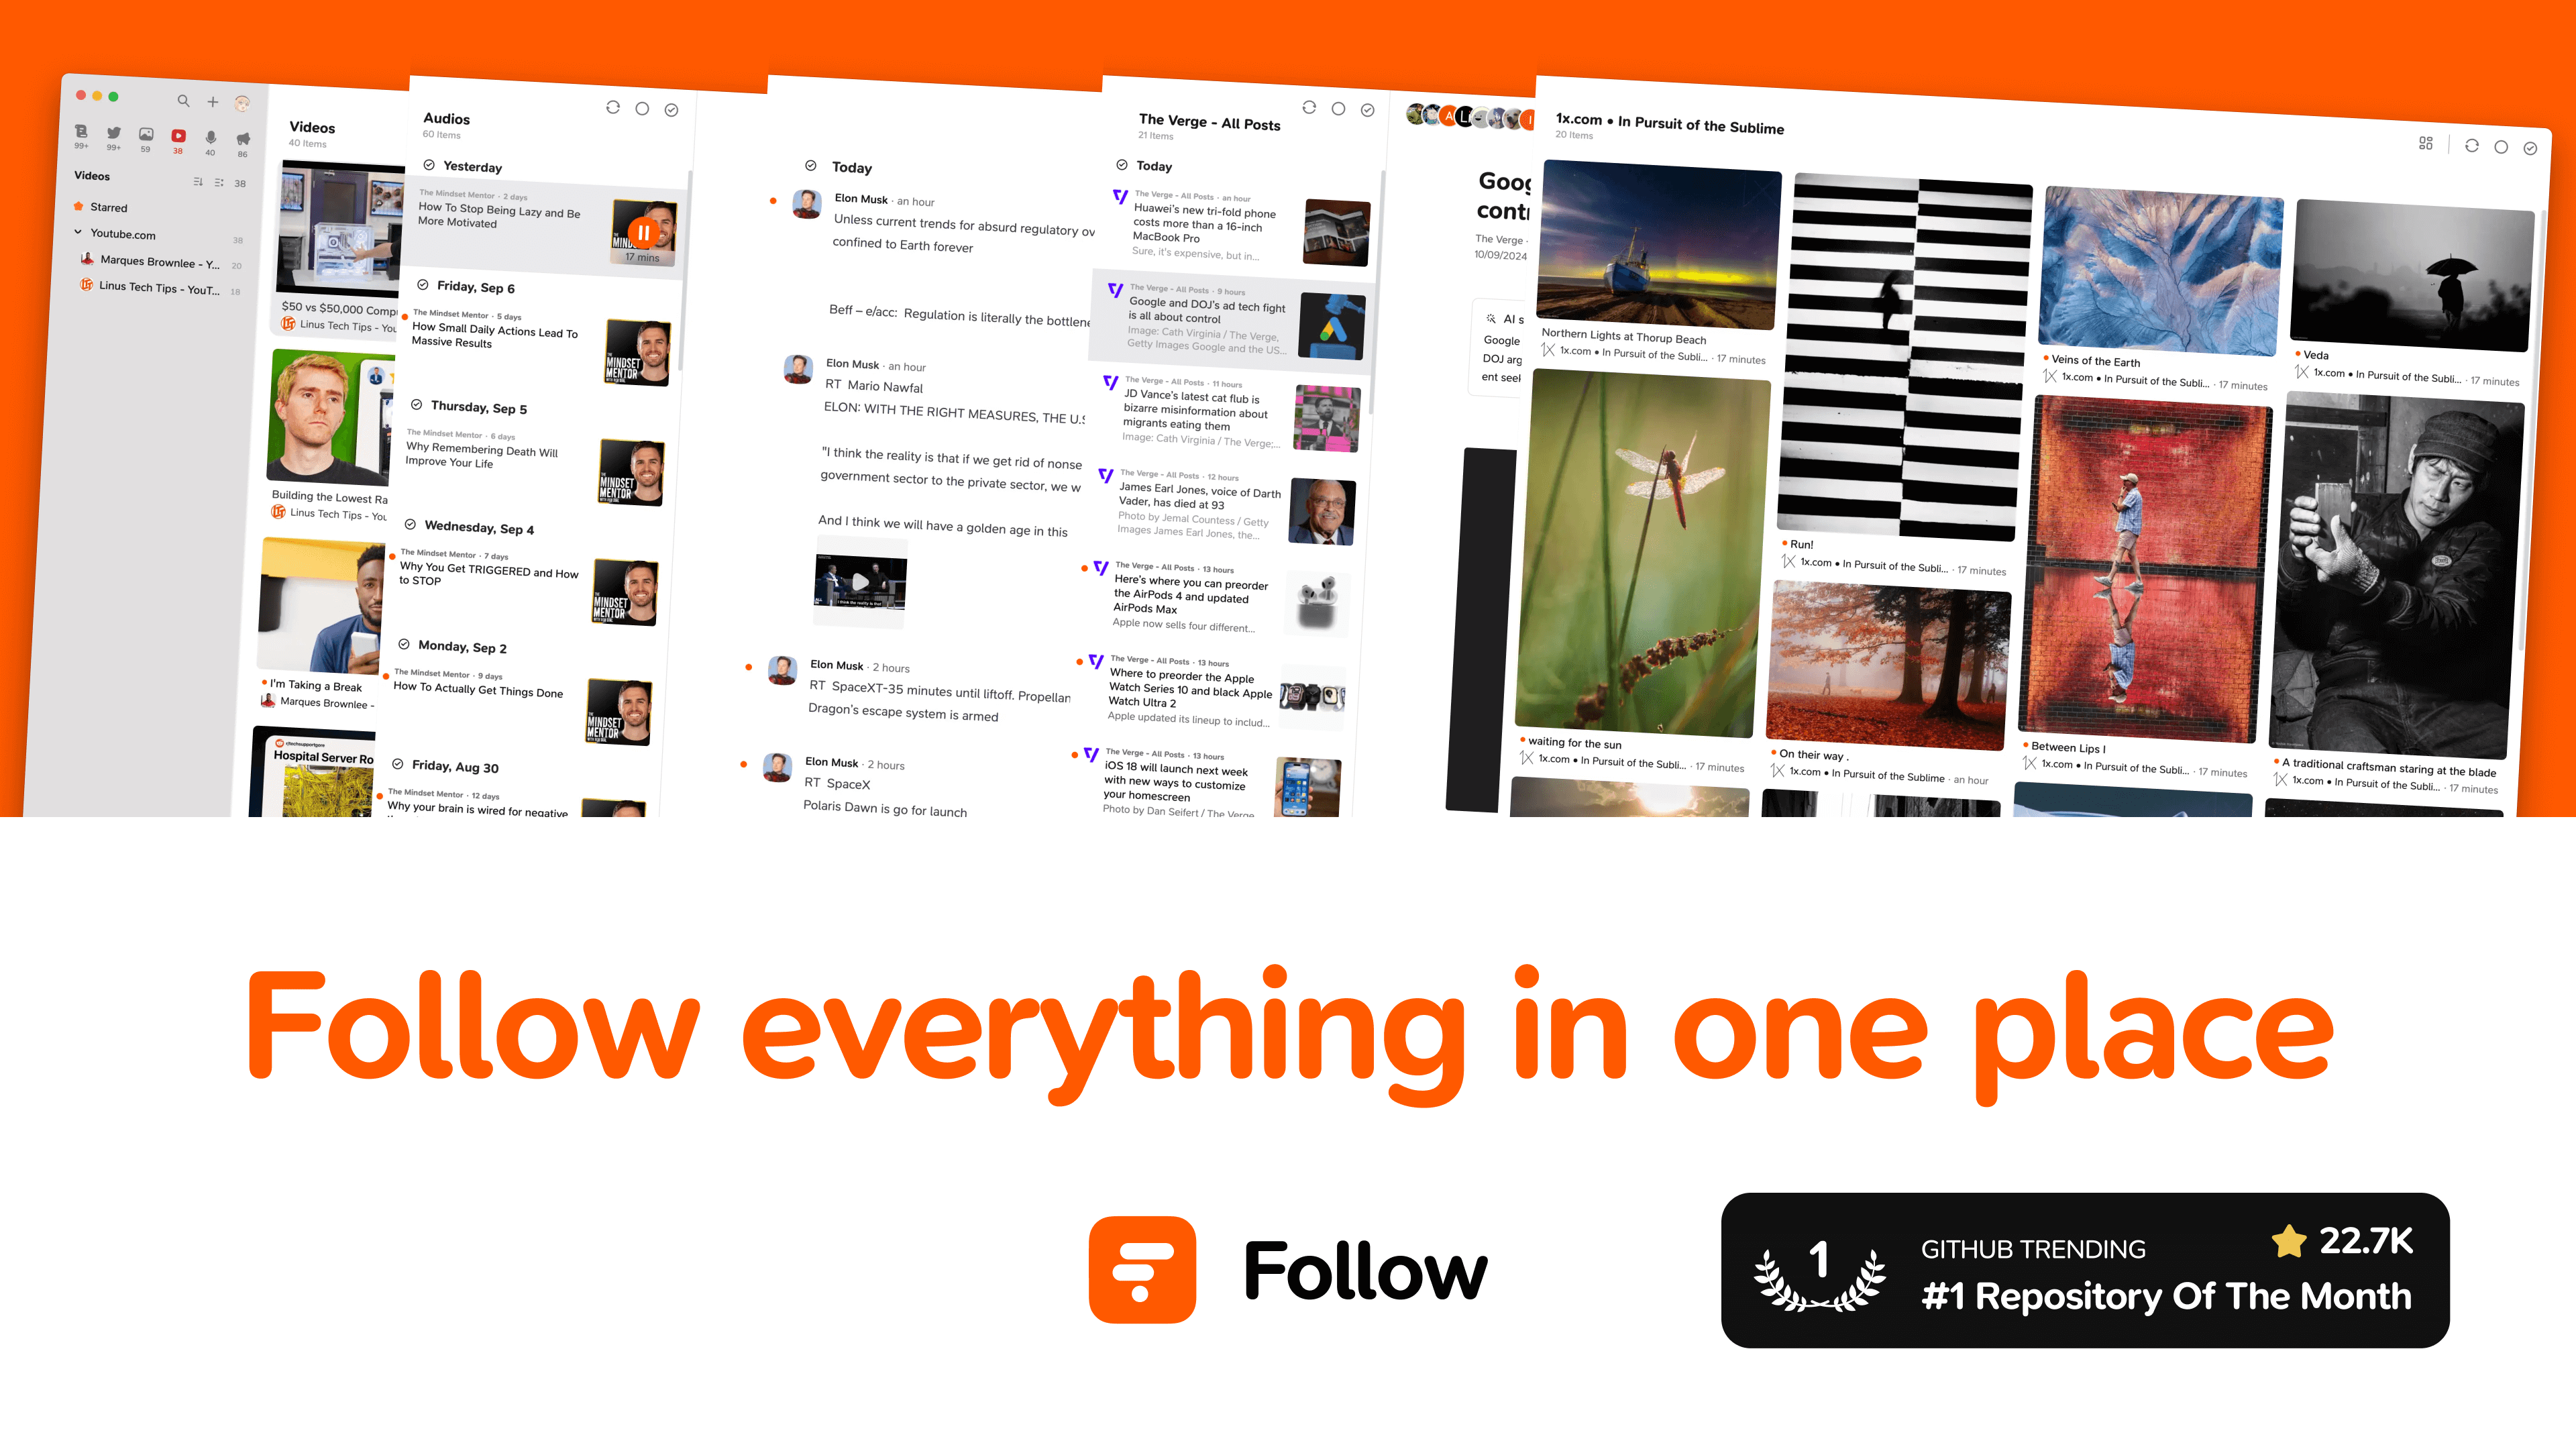 99+
99+
59
38
40
86
Videos
38
Starred
Youtube.com
38
Marques Brownlee - Y...
20
Linus Tech Tips - YouT...
18
Videos
40 Items
$50 vs $50,000 Comp
Linus Tech Tips - You
Building the Lowest Ra
Linus Tech Tips - You
I'm Taking a Break
Marques Brownlee -
Hospital Server Ro
Audios
60 Items
Yesterday
The Mindset Mentor · 2 days
How To Stop Being Lazy and Be
More Motivated
17 mins
Friday, Sep 6
The Mindset Mentor · 5 days
How Small Daily Actions Lead To
Massive Results
THE
MINDSET
MENTOR
Thursday, Sep 5
The Mindset Mentor · 6 days
Why Remembering Death Will
Improve Your Life
THE
MINDSET
MENTOR
Wednesday, Sep 4
The Mindset Mentor · 7 days
Why You Get TRIGGERED and How
to STOP
THE
MINDSET
MENTOR
Monday, Sep 2
The Mindset Mentor · 9 days
How To Actually Get Things Done
THE
MINDSET
MENTOR
Friday, Aug 30
The Mindset Mentor · 12 days
Why your brain is wired for negative
Today
Elon Musk · an hour
Unless current trends for absurd regulatory ov
confined to Earth forever
Beff – e/acc: Regulation is literally the bottlene
Elon Musk · an hour
RT Mario Nawfal
ELON: WITH THE RIGHT MEASURES, THE U.S
"I think the reality is that if we get rid of nonse
government sector to the private sector, we w
And I think we will have a golden age in this
Elon Musk · 2 hours
RT SpaceXT-35 minutes until liftoff. Propellan
Dragon's escape system is armed
Elon Musk · 2 hours
RT SpaceX
Polaris Dawn is go for launch
The Verge - All Posts
21 Items
Today
The Verge - All Posts · an hour
Huawei's new tri-fold phone
costs more than a 16-inch
MacBook Pro
Sure, it's expensive, but in...
The Verge - All Posts · 9 hours
Google and DOJ's ad tech fight
is all about control
Image: Cath Virginia / The Verge,
Getty Images Google and the US...
The Verge - All Posts · 11 hours
JD Vance's latest cat flub is
bizarre misinformation about
migrants eating them
Image: Cath Virginia / The Verge;...
The Verge - All Posts · 12 hours
James Earl Jones, voice of Darth
Vader, has died at 93
Photo by Jemal Countess / Getty
Images James Earl Jones, the...
The Verge - All Posts · 13 hours
Here's where you can preorder
the AirPods 4 and updated
AirPods Max
Apple now sells four different...
The Verge - All Posts · 13 hours
Where to preorder the Apple
Watch Series 10 and black Apple
Watch Ultra 2
Apple updated its lineup to includ...
The Verge - All Posts · 13 hours
iOS 18 will launch next week
with new ways to customize
your homescreen
Photo by Dan Seifert / The Verge
Goog
contr
The Verge ·
10/09/2024
AI s
Google
DOJ arg
ent seek
1x.com • In Pursuit of the Sublime
20 Items
Northern Lights at Thorup Beach
1x.com • In Pursuit of the Subli... · 17 minutes
Run!
1x.com • In Pursuit of the Subli... · 17 minutes
Veins of the Earth
1x.com • In Pursuit of the Subli... · 17 minutes
Veda
1x.com • In Pursuit of the Subli... · 17 minutes
waiting for the sun
1x.com • In Pursuit of the Subli... · 17 minutes
On their way .
1x.com • In Pursuit of the Sublime · an hour
Between Lips I
1x.com • In Pursuit of the Subli... · 17 minutes
A traditional craftsman staring at the blade
1x.com • In Pursuit of the Subli... · 17 minutes
Follow everything in one place
Follow
1
GITHUB TRENDING
22.7K
#1 Repository Of The Month